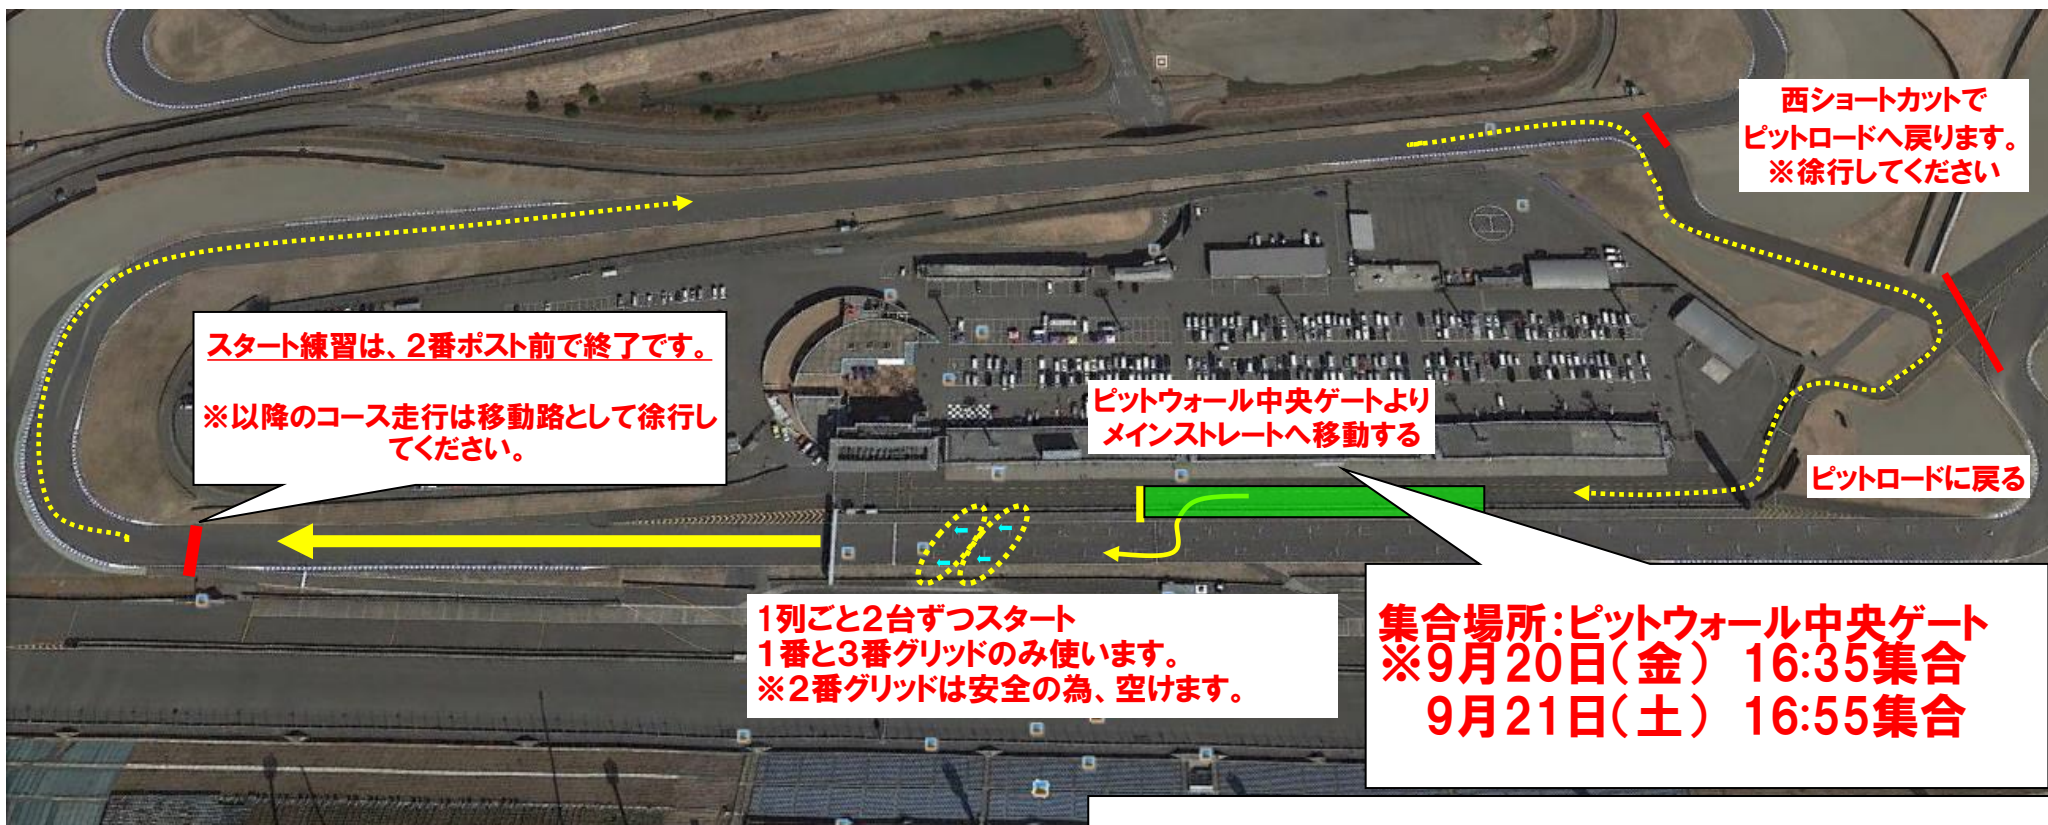 西ショートカットで
ピットロードへ戻ります。
※徐行してください
スタート練習は、2番ポスト前で終了です。
※以降のコース走行は移動路として徐行し
てください。
ピットウォール中央ゲートより
メインストレートへ移動する
ピットロードに戻る
1列ごと2台ずつスタート
1番と3番グリッドのみ使います。
※2番グリッドは安全の為、空けます。
集合場所:ピットウォール中央ゲート
※9月20日(金) 16:35集合
9月21日(土) 16:55集合